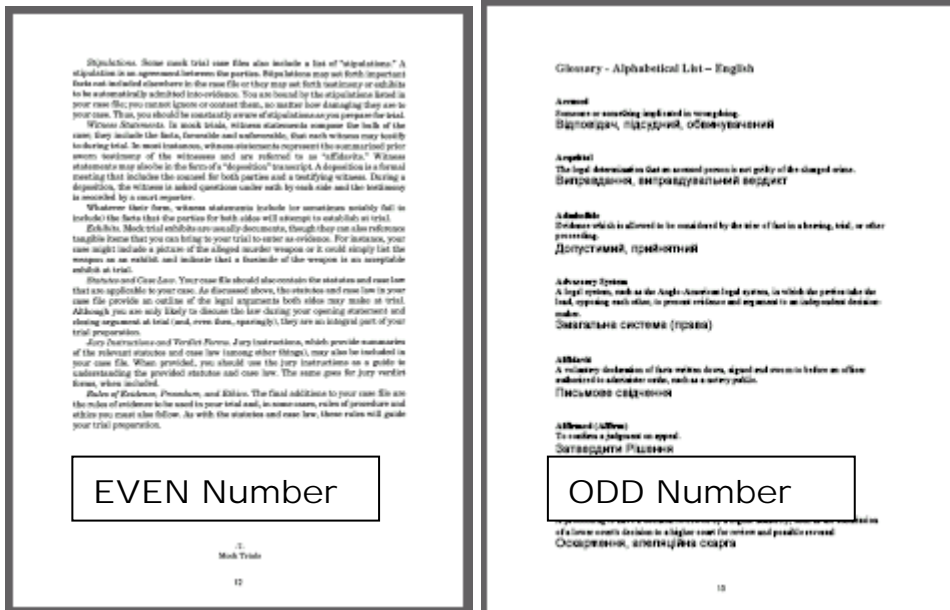 Stipulations. Some mock trial case files also include a list of "stipulations." A
stipulation is an agreement between the parties. Stipulations may set forth important
facts not included elsewhere in the case file or they may set forth testimony or exhibits
to be automatically admitted into evidence. You are bound by the stipulations listed in
your case file; you cannot ignore or contest them, no matter how damaging they are to
your case. Thus, you should be constantly aware of stipulations as you prepare for trial.
Witness Statements. In mock trials, witness statements compose the bulk of the
case; they include the facts, favorable and unfavorable, that each witness may testify
to during trial. In most instances, witness statements represent the summarized prior
sworn testimony of the witnesses and are referred to as "affidavits." Witness
statements may also be in the form of a "deposition" transcript. A deposition is a formal
meeting that includes the counsel for both parties and a testifying witness. During a
deposition, the witness is asked questions under oath by each side and the testimony
is recorded by a court reporter.
Whatever their form, witness statements include (or sometimes notably fail to
include) the facts that the parties for both sides will attempt to establish at trial.
Exhibits. Mock trial exhibits are usually documents, though they can also reference
tangible items that you can bring to your trial to enter as evidence. For instance, your
case might include a picture of the alleged murder weapon or it could simply list the
weapon as an exhibit and indicate that a facsimile of the weapon is an acceptable
exhibit at trial.
Statutes and Case Law. Your case file should also contain the statutes and case law
that are applicable to your case. As discussed above, the statutes and case law in your
case file provide an outline of the legal arguments both sides may make at trial.
Although you are only likely to discuss the law during your opening statement and
closing argument at trial (and, even then, sparingly), they are an integral part of your
trial preparation.
Jury Instructions and Verdict Forms. Jury instructions, which provide summaries
of the relevant statutes and case law (among other things), may also be included in
your case file. When provided, you should use the jury instructions as a guide to
understanding the provided statutes and case law. The same goes for jury verdict
forms, when included.
Rules of Evidence, Procedure, and Ethics. The final additions to your case file are
the rules of evidence to be used in your trial and, in some cases, rules of procedure and
ethics you must also follow. As with the statutes and case law, these rules will guide
your trial preparation.
EVEN Number
Mock Trials
12
Glossary - Alphabetical List – English
Accused
Someone or something implicated in wrongdoing.
Відповідач, підсудний, обвинувачений
Acquittal
The legal determination that an accused person is not guilty of the charged crime.
Виправдання, виправдувальний вердикт
Admissible
Evidence which is allowed to be considered by the trier of fact in a hearing, trial, or other
proceeding.
Допустимий, прийнятний
Adversary System
A legal system, such as the Anglo-American legal system, in which the parties take the
lead, opposing each other, to present evidence and argument to an independent decision-
maker.
Змагальна система (права)
Affidavit
A voluntary declaration of facts written down, signed and sworn to before an officer
authorized to administer oaths, such as a notary public.
Письмове свідчення
Affirmed (Affirm)
To confirm a judgment on appeal.
Затвердити Рішення
ODD Number
of a lower court's decision to a higher court for review and possible reversal
Оскарження, апеляційна скарга